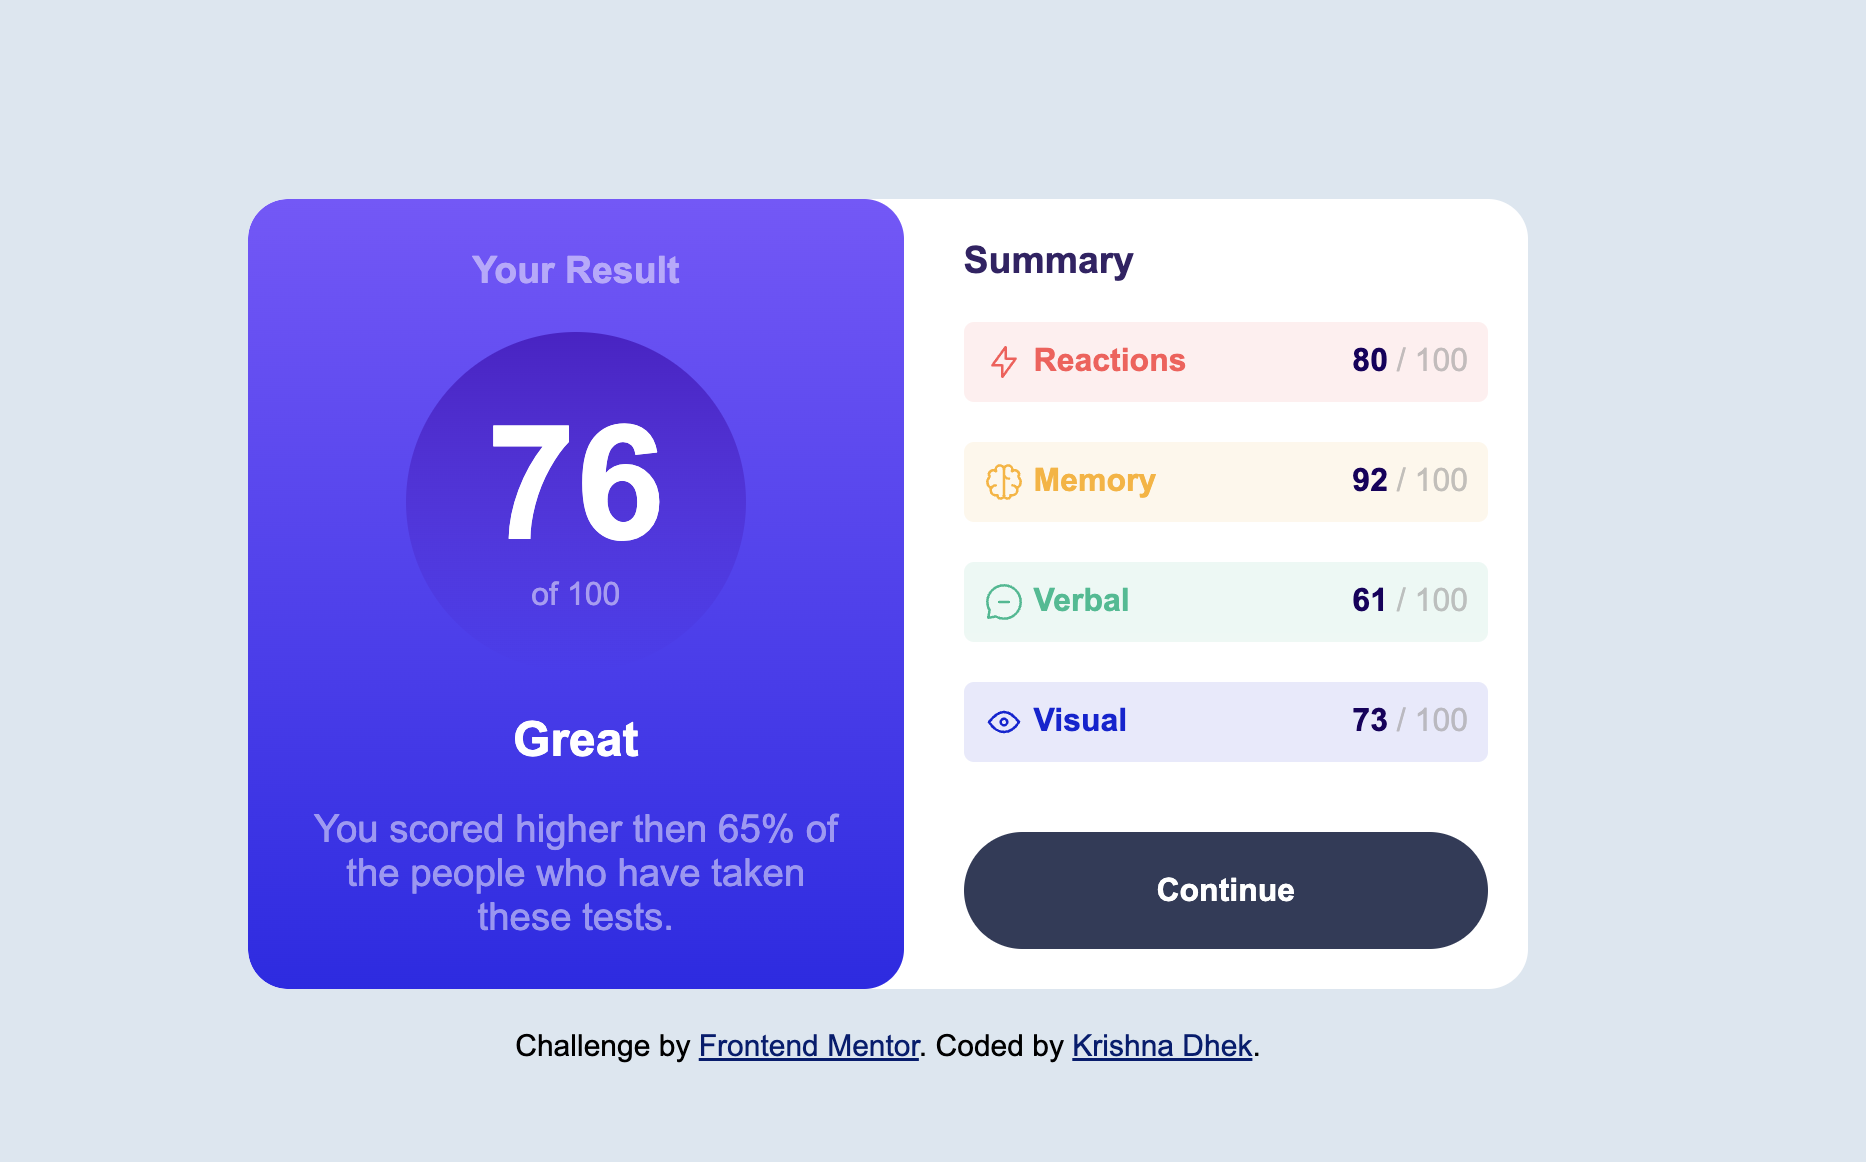 Your Result
76
of 100
Great
You scored higher then 65% of
the people who have taken
these tests.
Summary
Reactions 80 / 100
Memory 92 / 100
Verbal 61 / 100
Visual 73 / 100
Continue
Challenge by Frontend Mentor. Coded by Krishna Dhek.